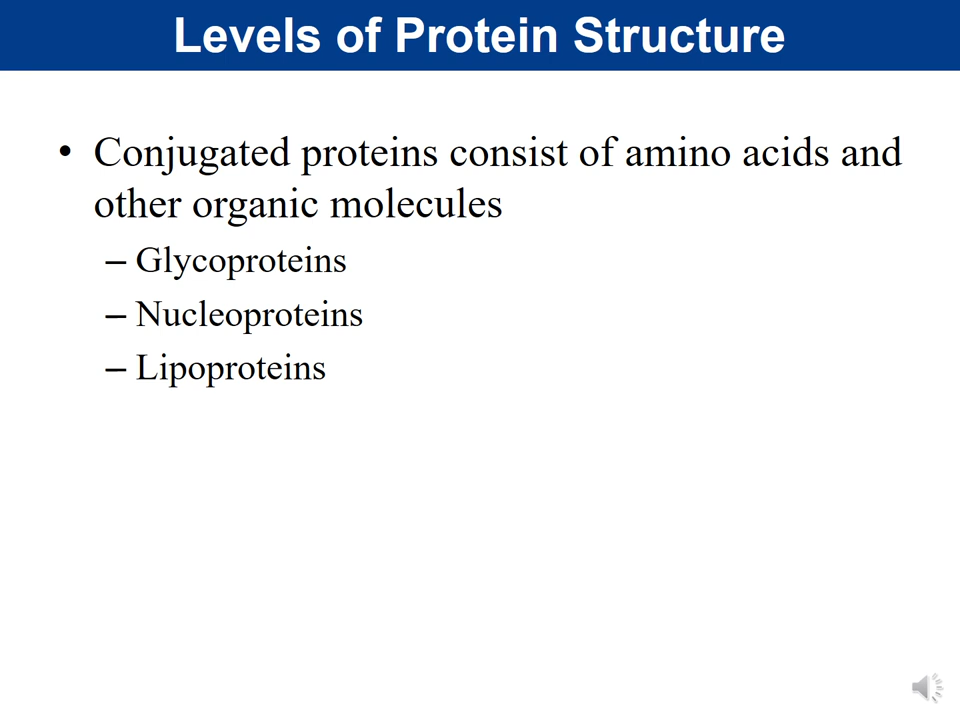 Levels of Protein Structure
• Conjugated proteins consist of amino acids and
other organic molecules
– Glycoproteins
– Nucleoproteins
– Lipoproteins